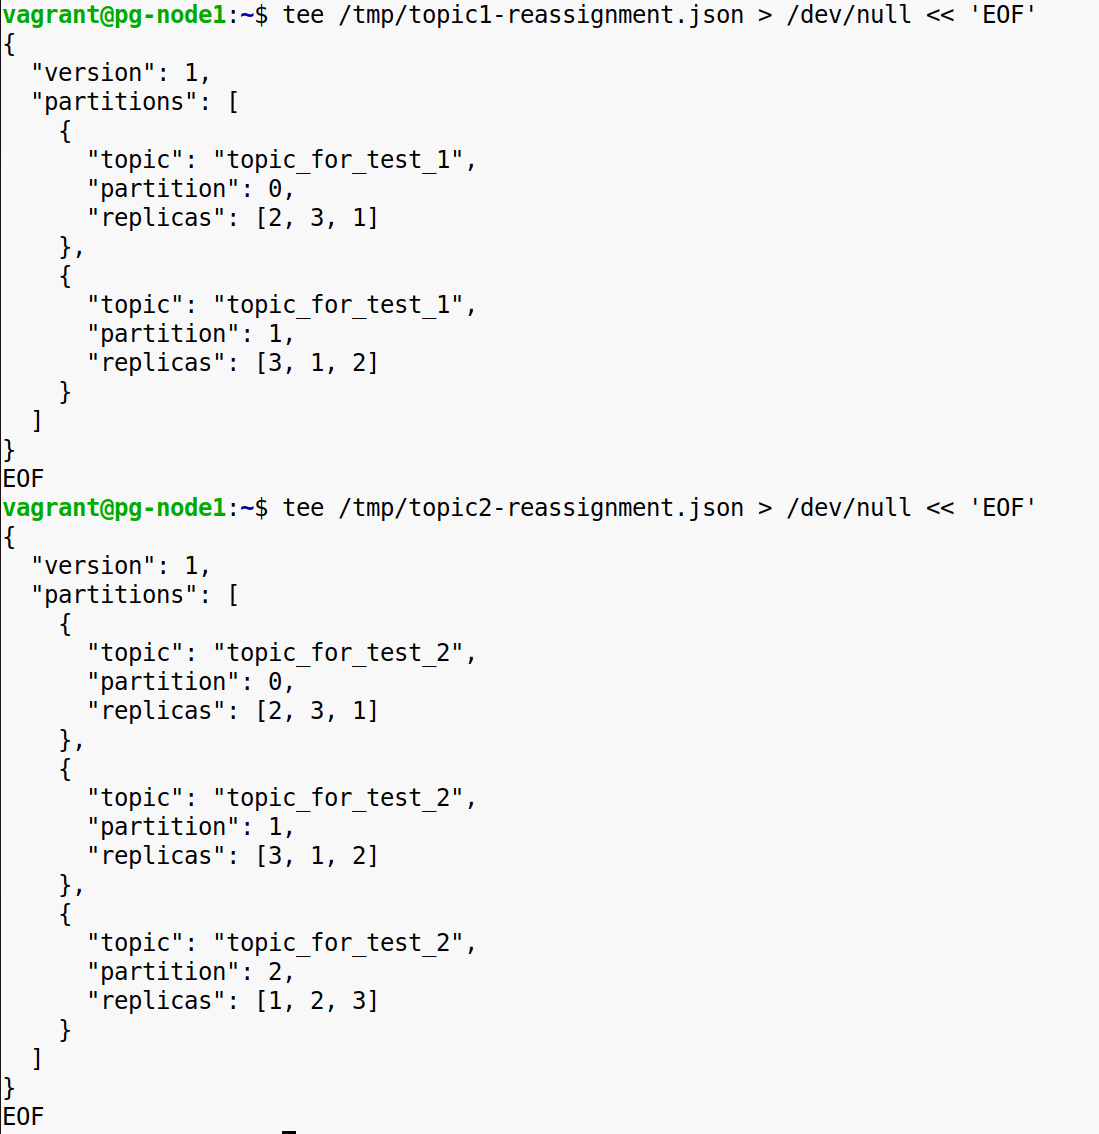 vagrant@pg-node1:~$ tee /tmp/topic1-reassignment.json > /dev/null << 'EOF'
{
  "version": 1,
  "partitions": [
    {
      "topic": "topic_for_test_1",
      "partition": 0,
      "replicas": [2, 3, 1]
    },
    {
      "topic": "topic_for_test_1",
      "partition": 1,
      "replicas": [3, 1, 2]
    }
  ]
}
EOF
vagrant@pg-node1:~$ tee /tmp/topic2-reassignment.json > /dev/null << 'EOF'
{
  "version": 1,
  "partitions": [
    {
      "topic": "topic_for_test_2",
      "partition": 0,
      "replicas": [2, 3, 1]
    },
    {
      "topic": "topic_for_test_2",
      "partition": 1,
      "replicas": [3, 1, 2]
    },
    {
      "topic": "topic_for_test_2",
      "partition": 2,
      "replicas": [1, 2, 3]
    }
  ]
}
EOF